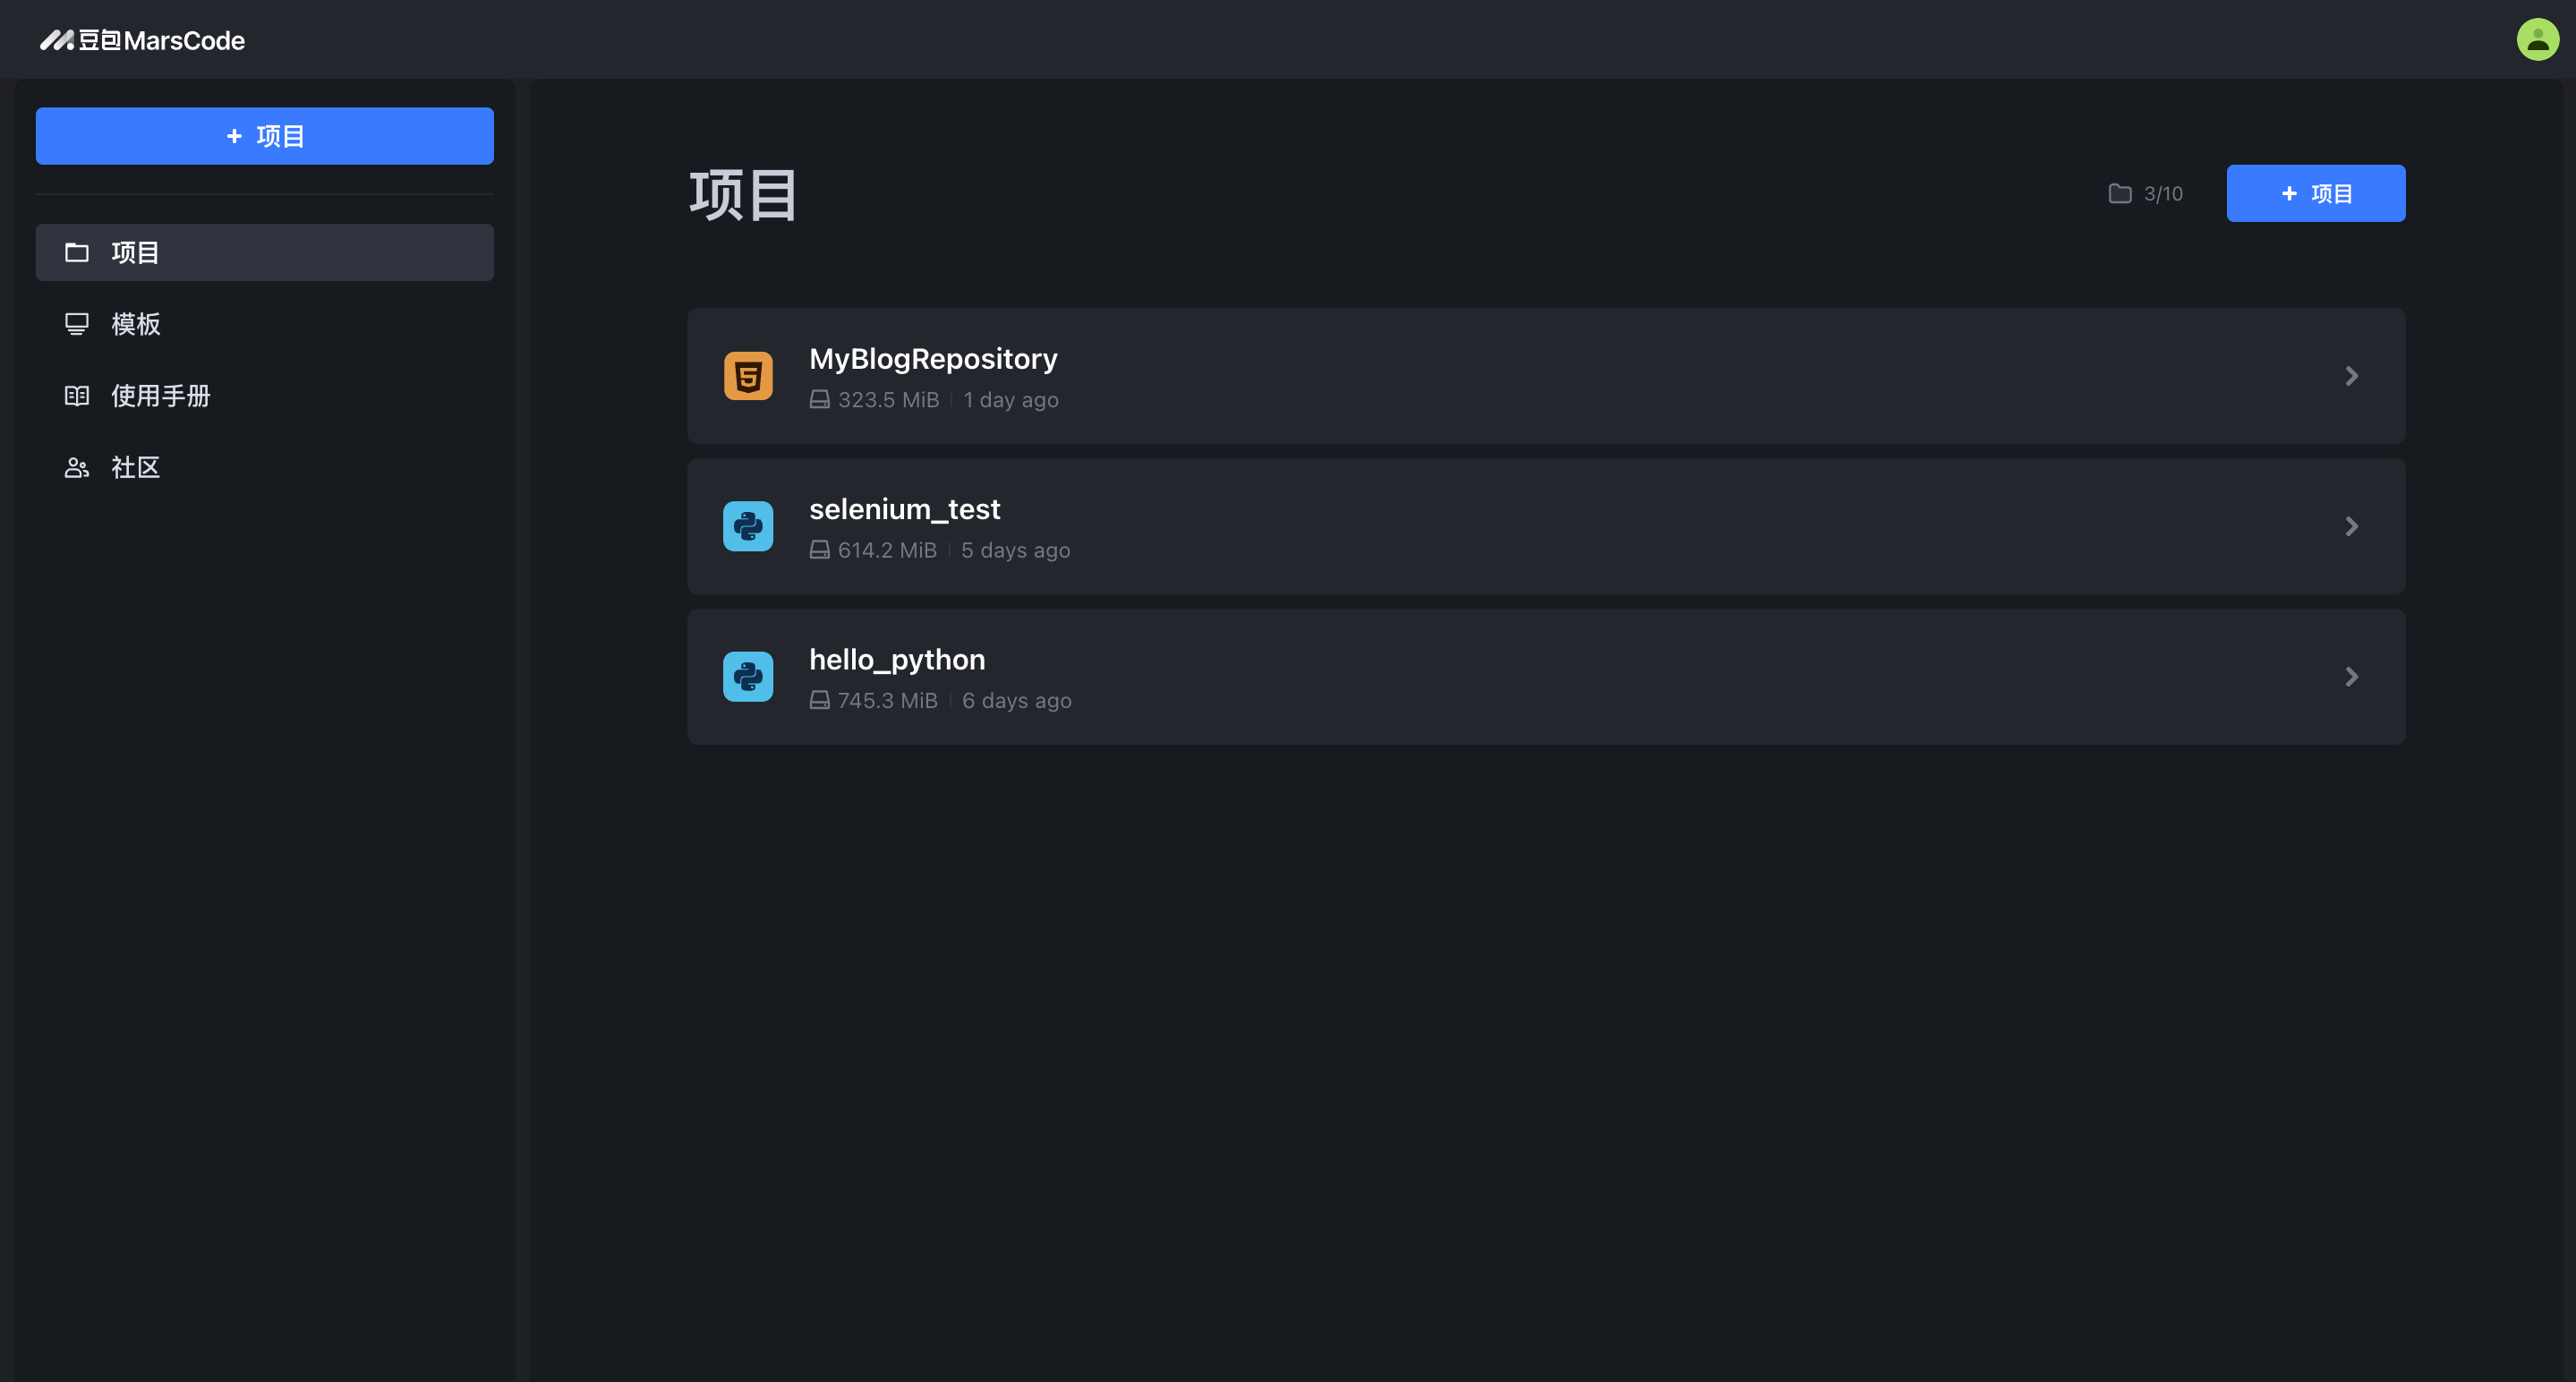 豆包MarsCode
+ 项目
项目
模板
使用手册
社区
项目
3/10
+ 项目
MyBlogRepository
323.5 MiB | 1 day ago
selenium_test
614.2 MiB | 5 days ago
hello_python
745.3 MiB | 6 days ago